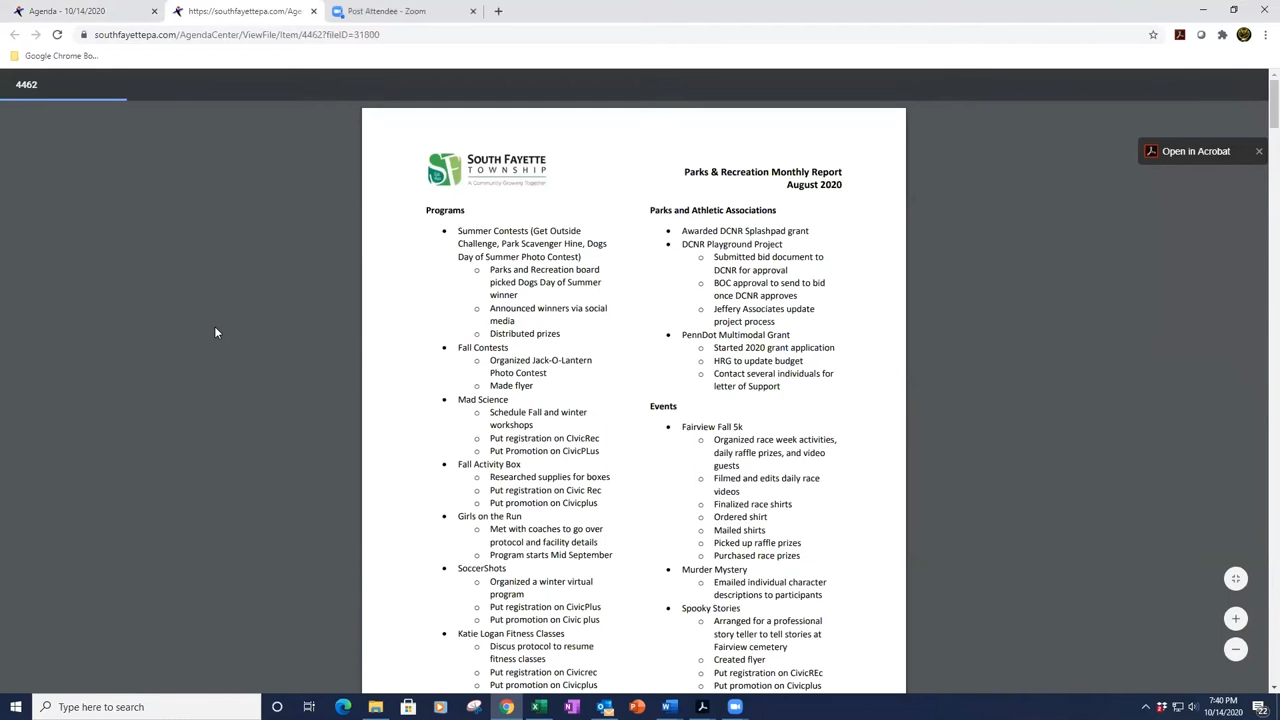 Agenda - 10/14/2020
https://southfayettepa.com/Age
Post Attendee - Zoom
southfayettepa.com/AgendaCenter/ViewFile/Item/4462?fileID=31800
Google Chrome Bo...
4462
Open in Acrobat
SOUTH FAYETTE
TOWNSHIP
A Community Growing Together
Parks & Recreation Monthly Report
August 2020
Programs
• Summer Contests (Get Outside
Challenge, Park Scavenger Hine, Dogs
Day of Summer Photo Contest)
o Parks and Recreation board
picked Dogs Day of Summer
winner
o Announced winners via social
media
o Distributed prizes
• Fall Contests
o Organized Jack-O-Lantern
Photo Contest
o Made flyer
• Mad Science
o Schedule Fall and winter
workshops
o Put registration on CivicRec
o Put Promotion on CivicPLus
• Fall Activity Box
o Researched supplies for boxes
o Put registration on Civic Rec
o Put promotion on Civicplus
• Girls on the Run
o Met with coaches to go over
protocol and facility details
o Program starts Mid September
• SoccerShots
o Organized a winter virtual
program
o Put registration on CivicPlus
o Put promotion on Civic plus
• Katie Logan Fitness Classes
o Discus protocol to resume
fitness classes
o Put registration on Civicrec
o Put promotion on Civicplus
Parks and Athletic Associations
• Awarded DCNR Splashpad grant
• DCNR Playground Project
o Submitted bid document to
DCNR for approval
o BOC approval to send to bid
once DCNR approves
o Jeffery Associates update
project process
• PennDot Multimodal Grant
o Started 2020 grant application
o HRG to update budget
o Contact several individuals for
letter of Support
Events
• Fairview Fall 5k
o Organized race week activities,
daily raffle prizes, and video
guests
o Filmed and edits daily race
videos
o Finalized race shirts
o Ordered shirt
o Mailed shirts
o Picked up raffle prizes
o Purchased race prizes
• Murder Mystery
o Emailed individual character
descriptions to participants
• Spooky Stories
o Arranged for a professional
story teller to tell stories at
Fairview cemetery
o Created flyer
o Put registration on CivicREc
o Put promotion on Civicplus
Type here to search
7:40 PM
10/14/2020
22